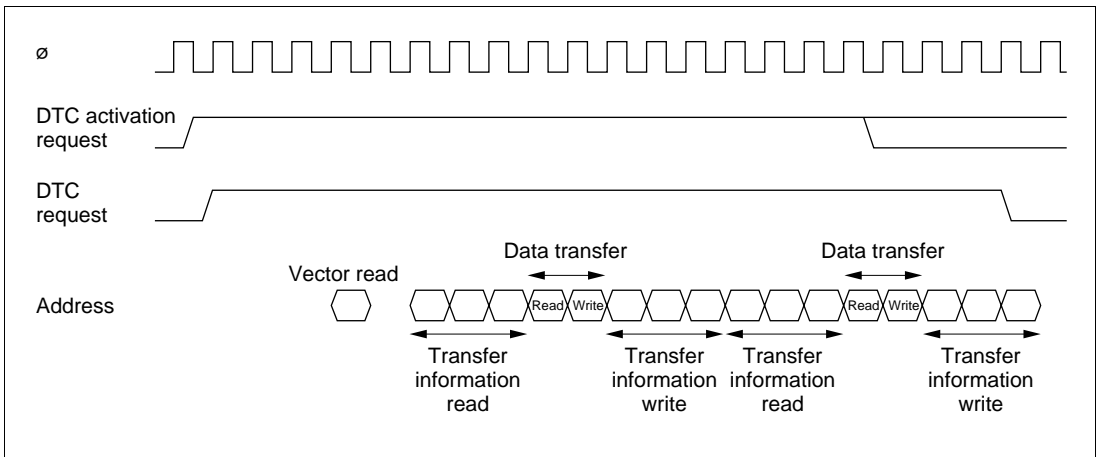 ø
DTC activation
request
DTC
request
Data transfer
Data transfer
Vector read
Address
Read
Write
Read
Write
Transfer
information
read
Transfer
information
write
Transfer
information
read
Transfer
information
write